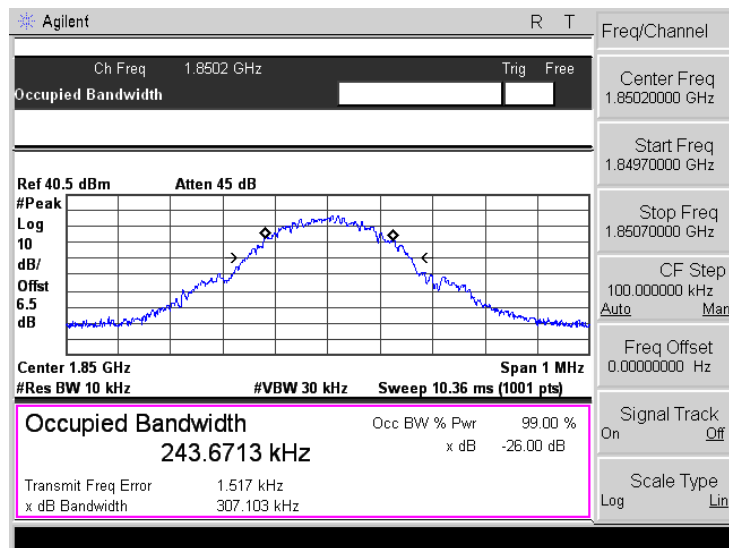 Agilent R T
Ch Freq 1.8502 GHz Trig Free
Occupied Bandwidth
Ref 40.5 dBm Atten 45 dB
#Peak
Log
10
dB/
Offst
6.5
dB
Center 1.85 GHz Span 1 MHz
#Res BW 10 kHz #VBW 30 kHz Sweep 10.36 ms (1001 pts)
Occupied Bandwidth Occ BW % Pwr 99.00 %
243.6713 kHz x dB -26.00 dB
Transmit Freq Error 1.517 kHz
x dB Bandwidth 307.103 kHz
Freq/Channel
Center Freq
1.85020000 GHz
Start Freq
1.84970000 GHz
Stop Freq
1.85070000 GHz
CF Step
100.000000 kHz
Auto Man
Freq Offset
0.00000000 Hz
Signal Track
On Off
Scale Type
Log Lin